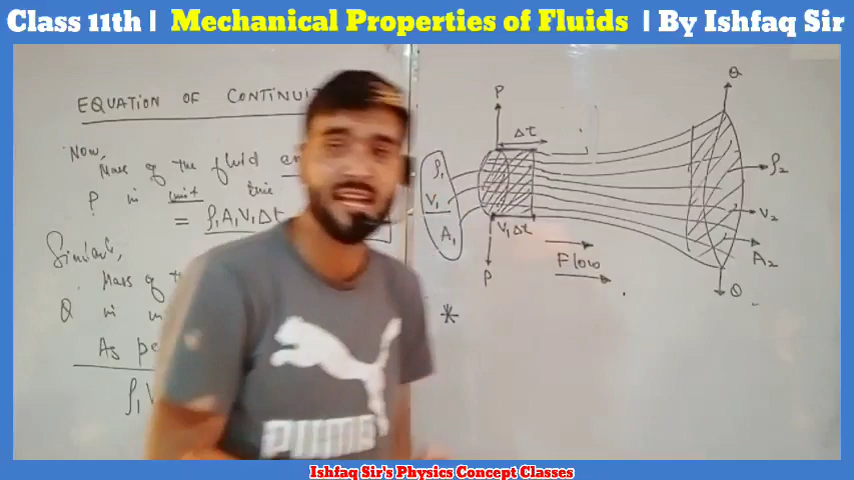 Class 11th | Mechanical Properties of Fluids | By Ishfaq Sir
EQUATION OF CONTINUI
Now,
Mass of the fluid
P in unit time
= ρ₁A₁V₁Δt
Mass of
Q in
As pe
ρ₁V
P
Δt
ρ₁
V₁
A₁
V₁Δt
P
Flow
*
Q
ρ₂
V₂
A₂
Q
PUMA
Ishfaq Sir's Physics Concept Classes